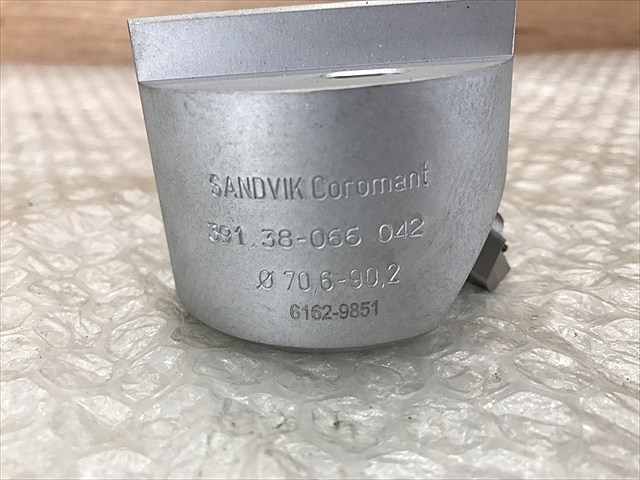 SANDVIK Coromant
391.38-066 042
Ø 70,6-90,2
6162-9851